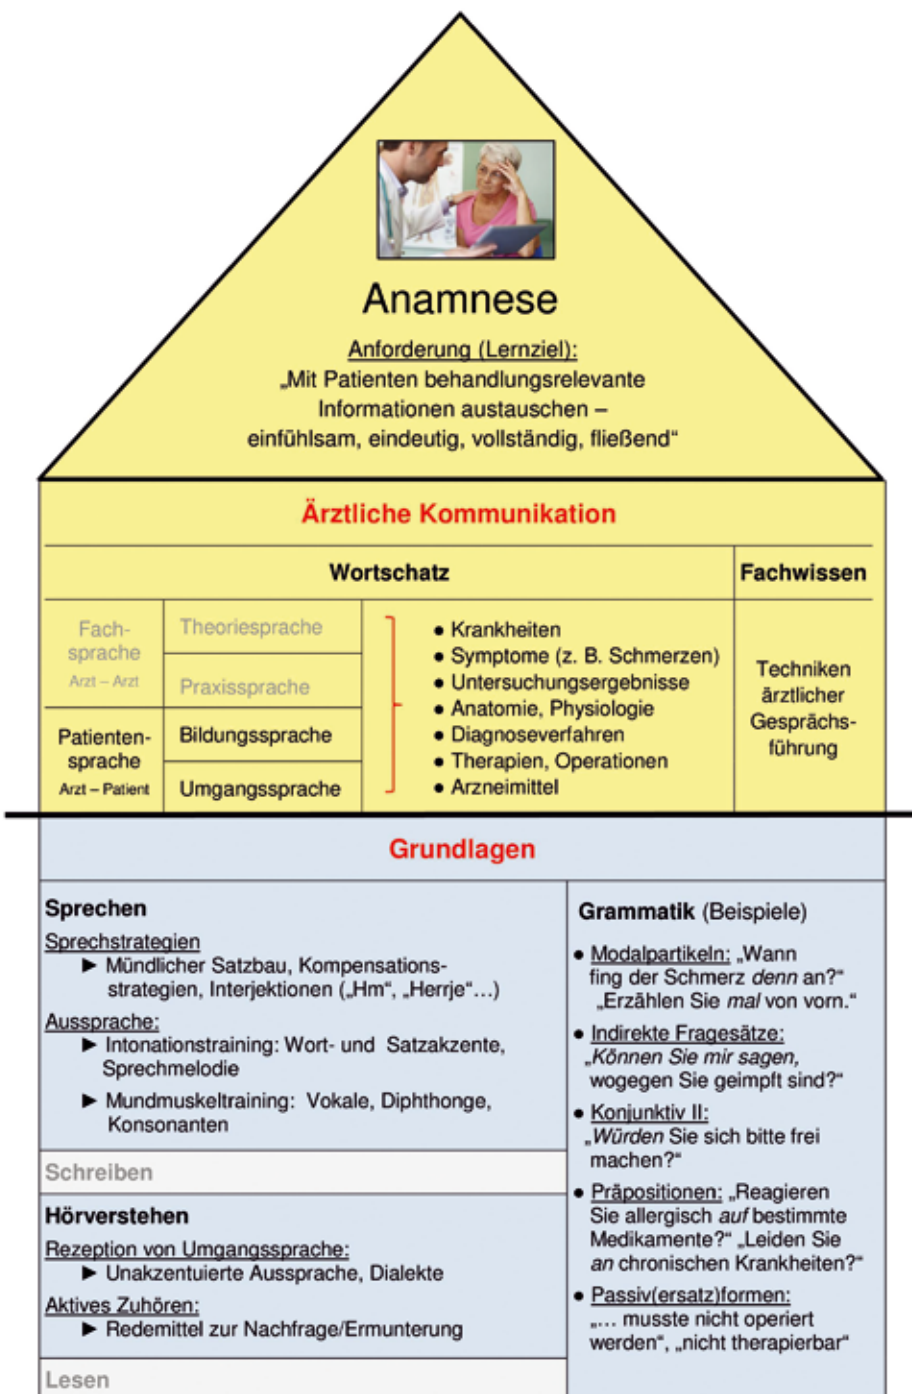 Anamnese
Anforderung (Lernziel):
„Mit Patienten behandlungsrelevante
Informationen austauschen –
einfühlsam, eindeutig, vollständig, fließend“
Ärztliche Kommunikation
Wortschatz
Fachwissen
Fach-
sprache
Arzt – Arzt
Theoriesprache
Praxissprache
Patienten-
sprache
Arzt – Patient
Bildungssprache
Umgangssprache
● Krankheiten
● Symptome (z. B. Schmerzen)
● Untersuchungsergebnisse
● Anatomie, Physiologie
● Diagnoseverfahren
● Therapien, Operationen
● Arzneimittel
Techniken
ärztlicher
Gesprächs-
führung
Grundlagen
Sprechen
Sprechstrategien
► Mündlicher Satzbau, Kompensations-
strategien, Interjektionen („Hm“, „Herrje“…)
Aussprache:
► Intonationstraining: Wort- und Satzakzente,
Sprechmelodie
► Mundmuskeltraining: Vokale, Diphthonge,
Konsonanten
Schreiben
Hörverstehen
Rezeption von Umgangssprache:
► Unakzentuierte Aussprache, Dialekte
Aktives Zuhören:
► Redemittel zur Nachfrage/Ermunterung
Lesen
Grammatik (Beispiele)
● Modalpartikeln: „Wann
fing der Schmerz denn an?“
„Erzählen Sie mal von vorn.“
● Indirekte Fragesätze:
„Können Sie mir sagen,
wogegen Sie geimpft sind?“
● Konjunktiv II:
„Würden Sie sich bitte frei
machen?“
● Präpositionen: „Reagieren
Sie allergisch auf bestimmte
Medikamente?“ „Leiden Sie
an chronischen Krankheiten?“
● Passiv(ersatz)formen:
„… musste nicht operiert
werden“, „nicht therapierbar“